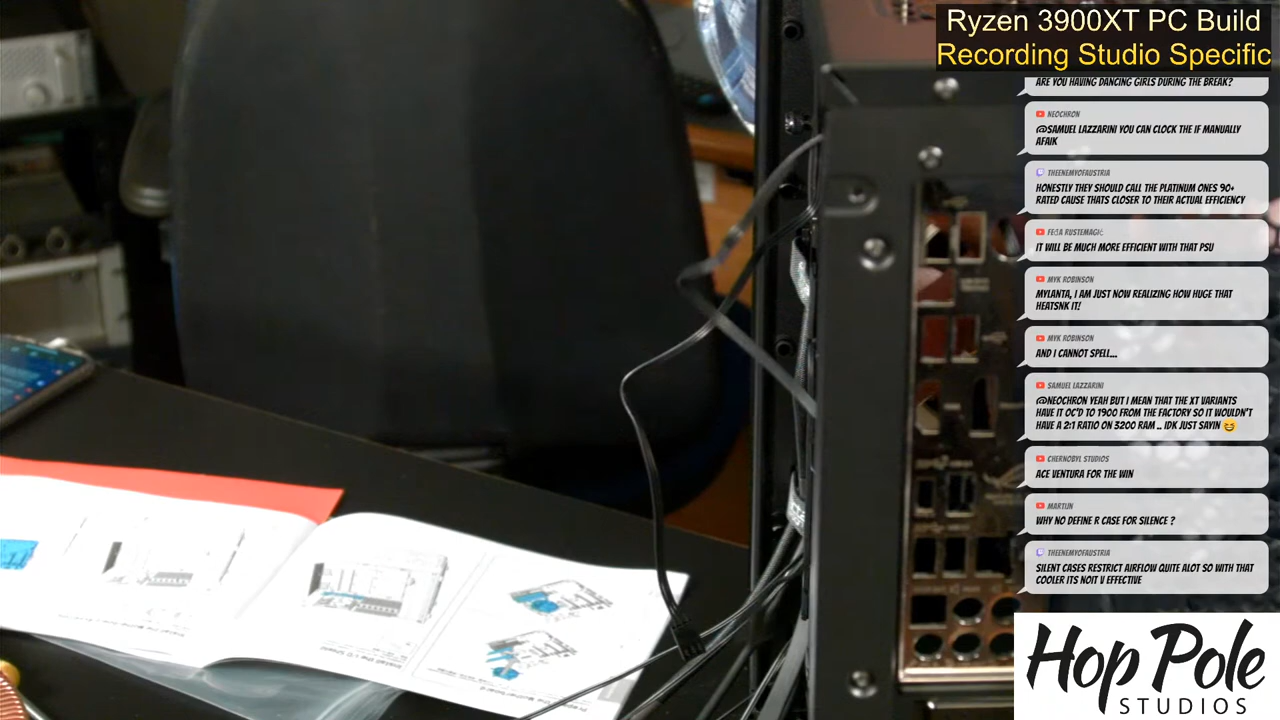 Ryzen 3900XT PC Build
Recording Studio Specific
ARE YOU HAVING DANCING GIRLS DURING THE BREAK?
NEOCHRON
@SAMUEL LAZZARINI YOU CAN CLOCK THE IF MANUALLY
AFAIK
THEENEMYOFAUSTRIA
HONESTLY THEY SHOULD CALL THE PLATINUM ONES 90+
RATED CAUSE THATS CLOSER TO THEIR ACTUAL EFFICIENCY
RUSTEMAGIC
IT WILL BE MUCH MORE EFFICIENT WITH THAT PSU
MYK ROBINSON
MYLANTA, I AM JUST NOW REALIZING HOW HUGE THAT
HEATSNK IT!
MYK ROBINSON
AND I CANNOT SPELL...
SAMUEL LAZZARINI
@NEOCHRON YEAH BUT I MEAN THAT THE XT VARIANTS
HAVE IT OC'D TO 1900 FROM THE FACTORY SO IT WOULDN'T
HAVE A 2:1 RATIO ON 3200 RAM .. IDK JUST SAYIN 😆
CHERNOBYL STUDIOS
ACE VENTURA FOR THE WIN
MARTIJN
WHY NO DEFINE R CASE FOR SILENCE ?
THEENEMYOFAUSTRIA
SILENT CASES RESTRICT AIRFLOW QUITE ALOT SO WITH THAT
COOLER ITS NOIT V EFFECTIVE
Install the I/O Shield
Hop Pole
STUDIOS